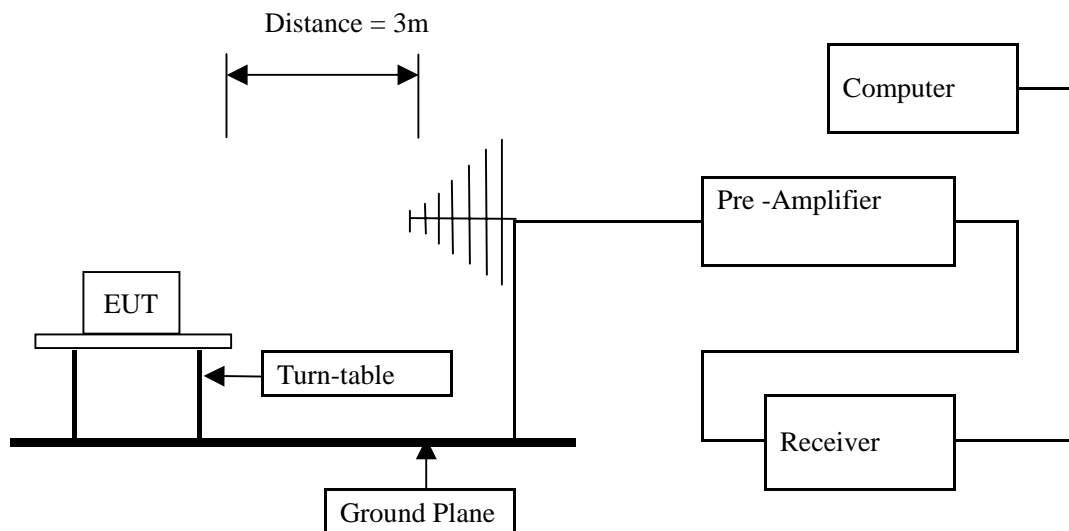 Distance = 3m
Computer
Pre -Amplifier
EUT
Turn-table
Receiver
Ground Plane